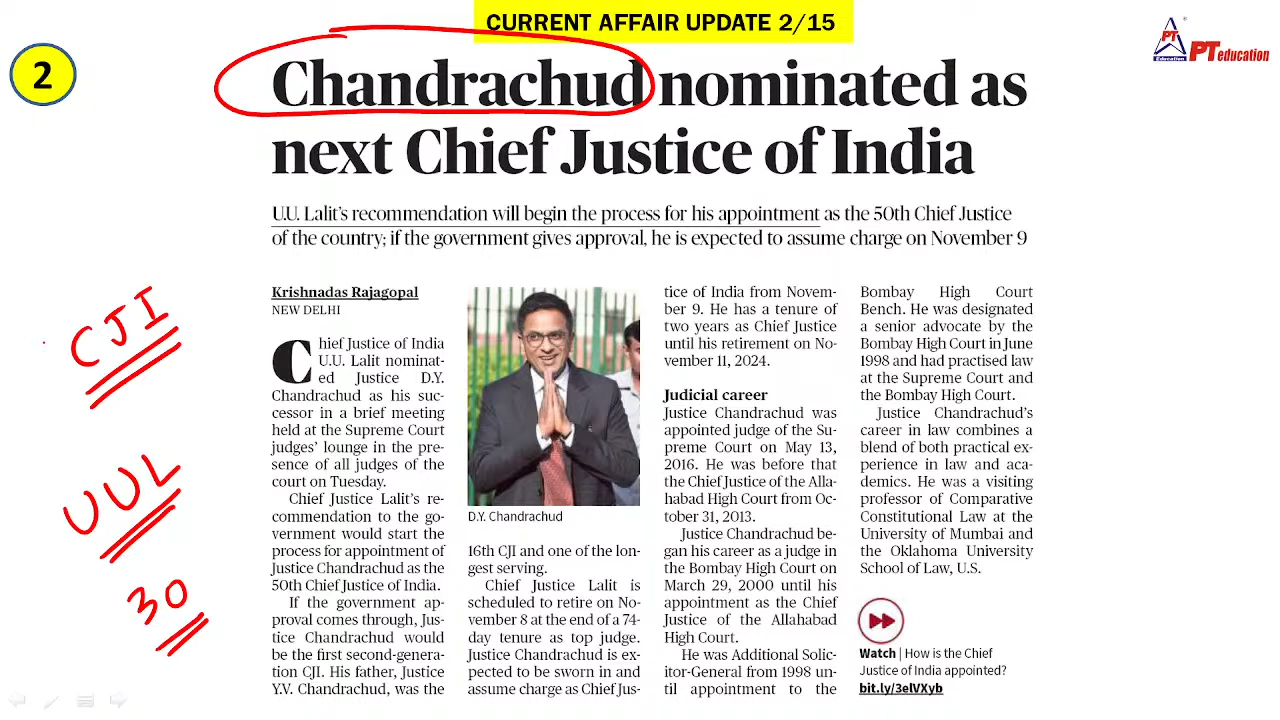 CURRENT AFFAIR UPDATE 2/15
PT
Education
PT education
2
Chandrachud nominated as
next Chief Justice of India
U.U. Lalit's recommendation will begin the process for his appointment as the 50th Chief Justice
of the country; if the government gives approval, he is expected to assume charge on November 9
CJI
UUL
30
Krishnadas Rajagopal
NEW DELHI
Chief Justice of India
U.U. Lalit nominat-
ed Justice D.Y.
Chandrachud as his suc-
cessor in a brief meeting
held at the Supreme Court
judges' lounge in the pre-
sence of all judges of the
court on Tuesday.
Chief Justice Lalit's re-
commendation to the go-
vernment would start the
process for appointment of
Justice Chandrachud as the
50th Chief Justice of India.
If the government ap-
proval comes through, Jus-
tice Chandrachud would
be the first second-genera-
tion CJI. His father, Justice
Y.V. Chandrachud, was the
D.Y. Chandrachud
16th CJI and one of the lon-
gest serving.
Chief Justice Lalit is
scheduled to retire on No-
vember 8 at the end of a 74-
day tenure as top judge.
Justice Chandrachud is ex-
pected to be sworn in and
assume charge as Chief Jus-
tice of India from Novem-
ber 9. He has a tenure of
two years as Chief Justice
until his retirement on No-
vember 11, 2024.
Judicial career
Justice Chandrachud was
appointed judge of the Su-
preme Court on May 13,
2016. He was before that
the Chief Justice of the Alla-
habad High Court from Oc-
tober 31, 2013.
Justice Chandrachud be-
gan his career as a judge in
the Bombay High Court on
March 29, 2000 until his
appointment as the Chief
Justice of the Allahabad
High Court.
He was Additional Solic-
itor-General from 1998 un-
til appointment to the
Bombay High Court
Bench. He was designated
a senior advocate by the
Bombay High Court in June
1998 and had practised law
at the Supreme Court and
the Bombay High Court.
Justice Chandrachud's
career in law combines a
blend of both practical ex-
perience in law and aca-
demics. He was a visiting
professor of Comparative
Constitutional Law at the
University of Mumbai and
the Oklahoma University
School of Law, U.S.
Watch | How is the Chief
Justice of India appointed?
bit.ly/3elVXyb